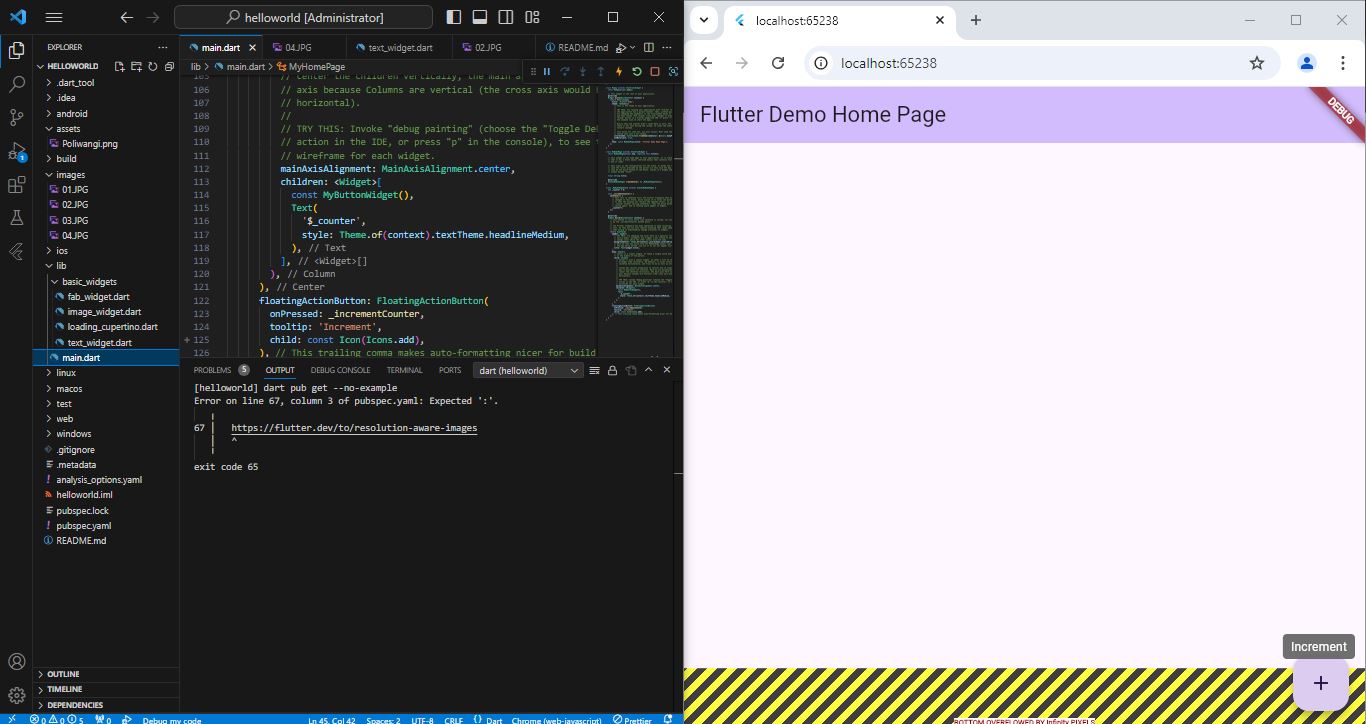 helloworld [Administrator]
EXPLORER
HELLOWORLD
.dart_tool
.idea
android
assets
Poliwangi.png
build
images
01.JPG
02.JPG
03.JPG
04.JPG
ios
lib
basic_widgets
fab_widget.dart
image_widget.dart
loading_cupertino.dart
text_widget.dart
main.dart
linux
macos
test
web
windows
.gitignore
.metadata
analysis_options.yaml
helloworld.iml
pubspec.lock
pubspec.yaml
README.md
OUTLINE
TIMELINE
DEPENDENCIES
main.dart 04.JPG text_widget.dart 02.JPG README.md
lib > main.dart > MyHomePage
105 // center the children vertically; the main a
106 // axis because Columns are vertical (the cross axis would
107 // horizontal).
108 //
109 // TRY THIS: Invoke "debug painting" (choose the "Toggle De
110 // action in the IDE, or press "p" in the console), to see
111 // wireframe for each widget.
112 mainAxisAlignment: MainAxisAlignment.center,
113 children: <Widget>[
114 const MyButtonWidget(),
115 Text(
116 '$_counter',
117 style: Theme.of(context).textTheme.headlineMedium,
118 ), // Text
119 ], // <Widget>[]
120 ), // Column
121 ), // Center
122 floatingActionButton: FloatingActionButton(
123 onPressed: _incrementCounter,
124 tooltip: 'Increment',
125 child: const Icon(Icons.add),
126 ), // This trailing comma makes auto-formatting nicer for build
PROBLEMS 5 OUTPUT DEBUG CONSOLE TERMINAL PORTS dart (helloworld)
[helloworld] dart pub get --no-example
Error on line 67, column 3 of pubspec.yaml: Expected ':'.
67 | https://flutter.dev/to/resolution-aware-images
^
exit code 65
0 0 5 0 Debug my code Ln 45, Col 42 Spaces: 2 UTF-8 CRLF {} Dart Chrome (web-javascript) Prettier
localhost:65238
localhost:65238
Flutter Demo Home Page
DEBUG
Increment
BOTTOM OVERFLOWED BY Infinity PIXELS